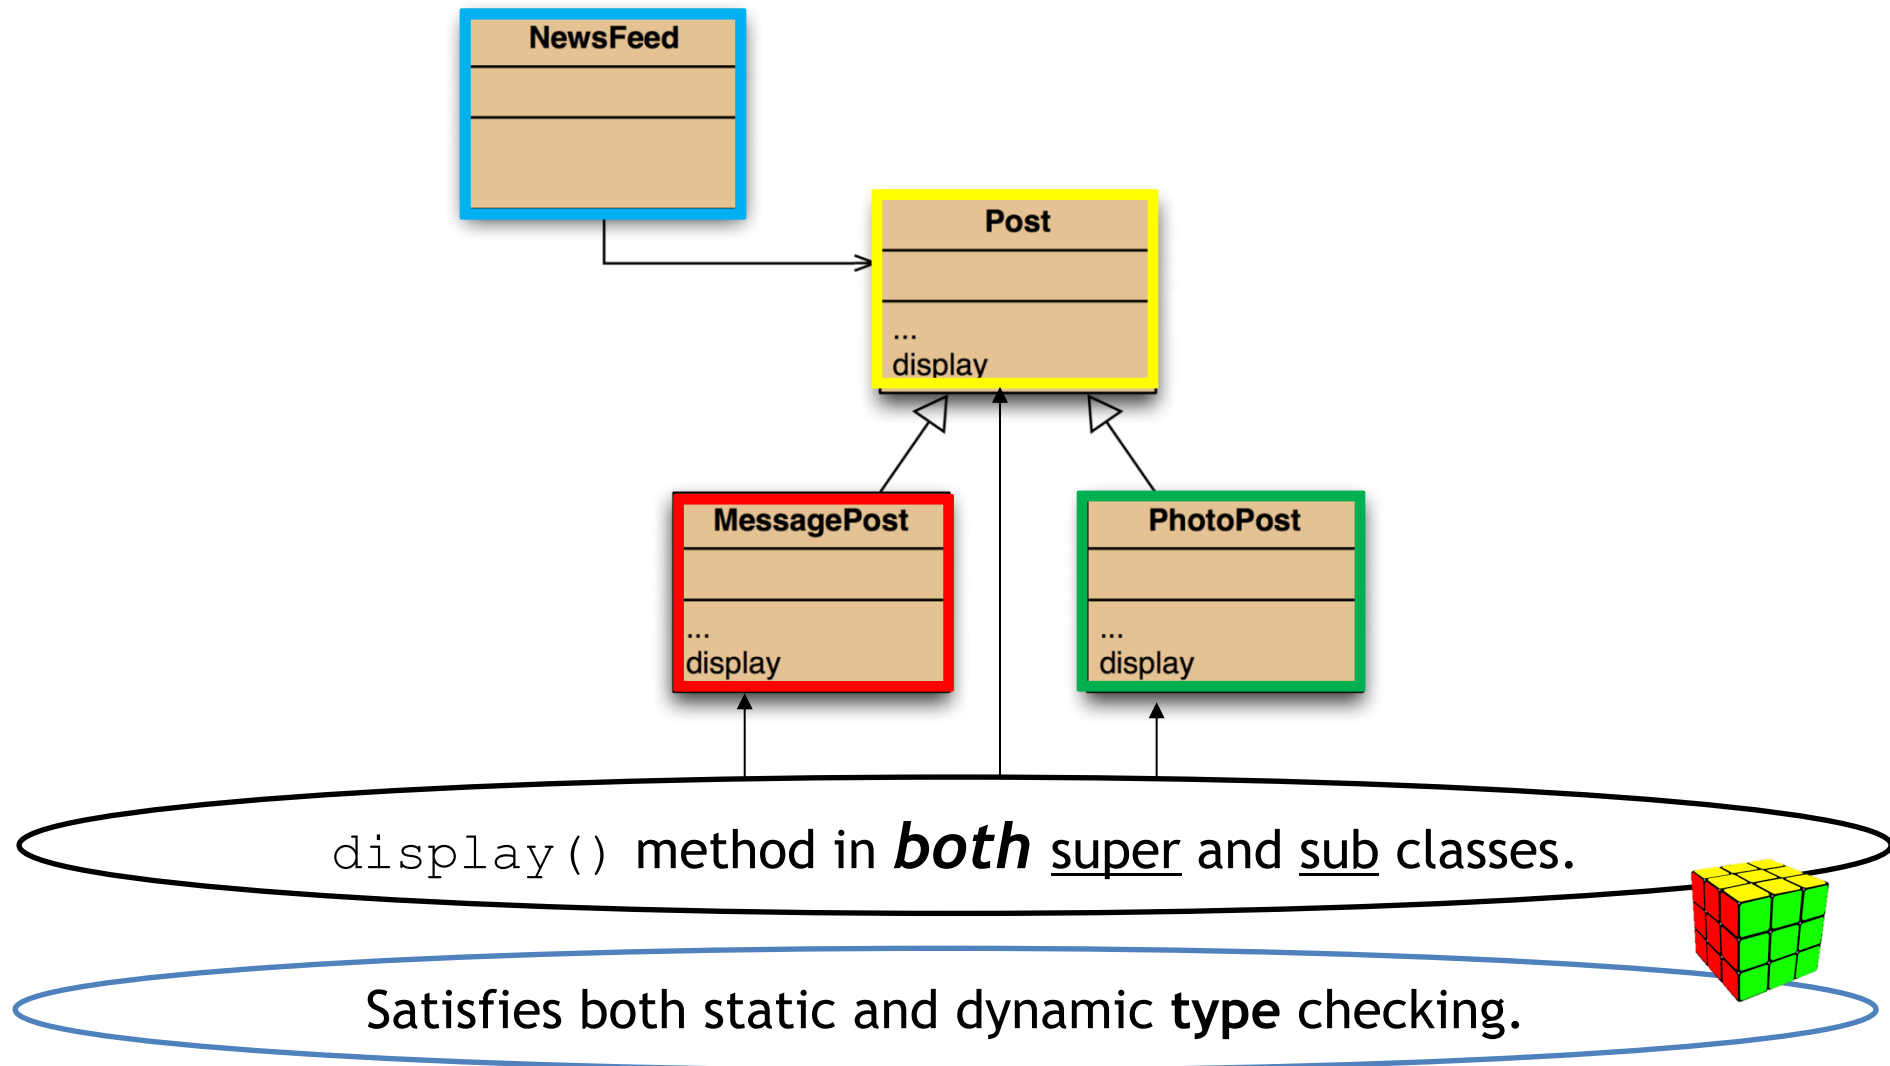 NewsFeed
Post
...
display
MessagePost
...
display
PhotoPost
...
display
display() method in both super and sub classes.
Satisfies both static and dynamic type checking.